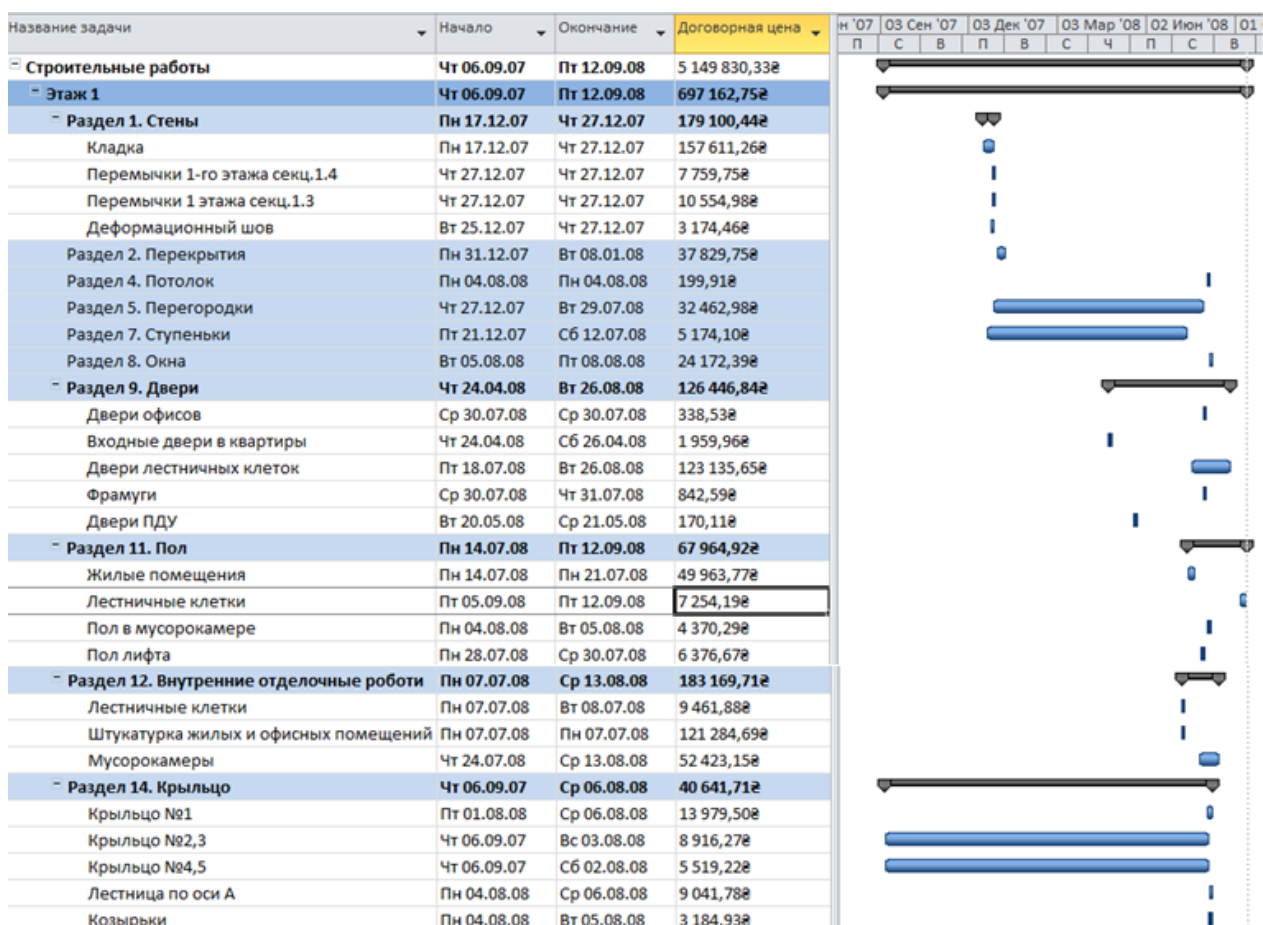 Название задачи Начало Окончание Договорная цена н '07 03 Сен '07 03 Дек '07 03 Мар '08 02 Июн '08 01
П С В П В С Ч П С В
Строительные работы Чт 06.09.07 Пт 12.09.08 5 149 830,33₴
Этаж 1 Чт 06.09.07 Пт 12.09.08 697 162,75₴
Раздел 1. Стены Пн 17.12.07 Чт 27.12.07 179 100,44₴
Кладка Пн 17.12.07 Чт 27.12.07 157 611,26₴
Перемычки 1-го этажа секц.1.4 Чт 27.12.07 Чт 27.12.07 7 759,75₴
Перемычки 1 этажа секц.1.3 Чт 27.12.07 Чт 27.12.07 10 554,98₴
Деформационный шов Вт 25.12.07 Чт 27.12.07 3 174,46₴
Раздел 2. Перекрытия Пн 31.12.07 Вт 08.01.08 37 829,75₴
Раздел 4. Потолок Пн 04.08.08 Пн 04.08.08 199,91₴
Раздел 5. Перегородки Чт 27.12.07 Вт 29.07.08 32 462,98₴
Раздел 7. Ступеньки Пт 21.12.07 Сб 12.07.08 5 174,10₴
Раздел 8. Окна Вт 05.08.08 Пт 08.08.08 24 172,39₴
Раздел 9. Двери Чт 24.04.08 Вт 26.08.08 126 446,84₴
Двери офисов Ср 30.07.08 Ср 30.07.08 338,53₴
Входные двери в квартиры Чт 24.04.08 Сб 26.04.08 1 959,96₴
Двери лестничных клеток Пт 18.07.08 Вт 26.08.08 123 135,65₴
Фрамуги Ср 30.07.08 Чт 31.07.08 842,59₴
Двери ПДУ Вт 20.05.08 Ср 21.05.08 170,11₴
Раздел 11. Пол Пн 14.07.08 Пт 12.09.08 67 964,92₴
Жилые помещения Пн 14.07.08 Пн 21.07.08 49 963,77₴
Лестничные клетки Пт 05.09.08 Пт 12.09.08 7 254,19₴
Пол в мусорокамере Пн 04.08.08 Вт 05.08.08 4 370,29₴
Пол лифта Пн 28.07.08 Ср 30.07.08 6 376,67₴
Раздел 12. Внутренние отделочные роботи Пн 07.07.08 Ср 13.08.08 183 169,71₴
Лестничные клетки Пн 07.07.08 Вт 08.07.08 9 461,88₴
Штукатурка жилых и офисных помещений Пн 07.07.08 Пн 07.07.08 121 284,69₴
Мусорокамеры Чт 24.07.08 Ср 13.08.08 52 423,15₴
Раздел 14. Крыльцо Чт 06.09.07 Ср 06.08.08 40 641,71₴
Крыльцо №1 Пт 01.08.08 Ср 06.08.08 13 979,50₴
Крыльцо №2,3 Чт 06.09.07 Вс 03.08.08 8 916,27₴
Крыльцо №4,5 Чт 06.09.07 Сб 02.08.08 5 519,22₴
Лестница по оси А Пн 04.08.08 Ср 06.08.08 9 041,78₴
Козырьки Пн 04.08.08 Вт 05.08.08 3 184,93₴